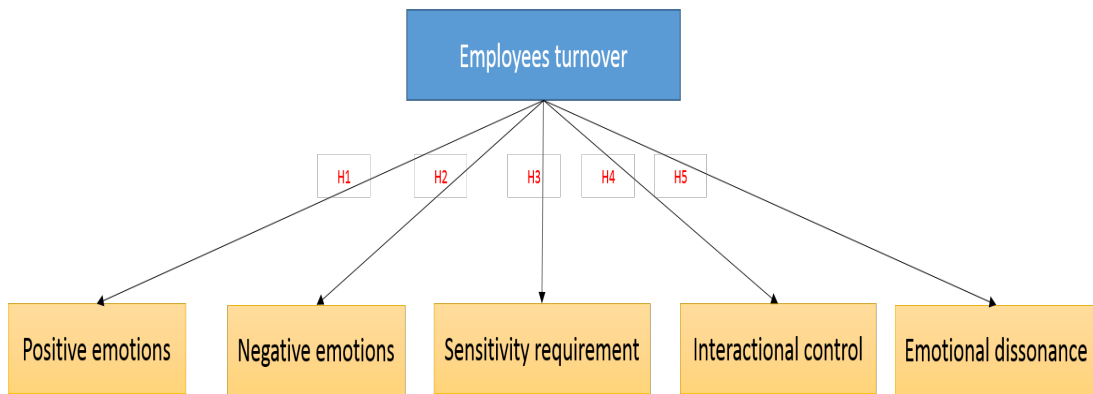 Employees turnover
H1
H2
H3
H4
H5
Positive emotions
Negative emotions
Sensitivity requirement
Interactional control
Emotional dissonance